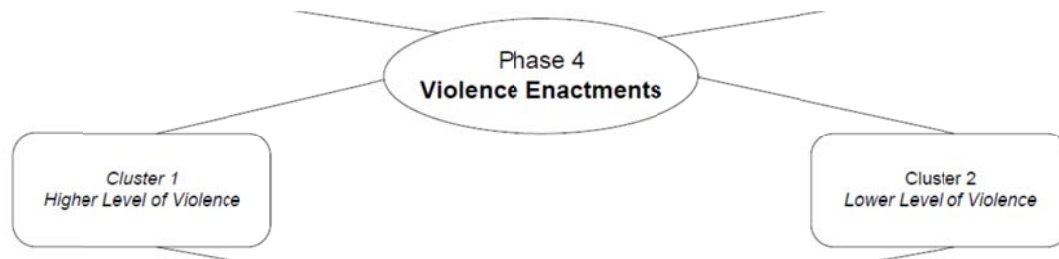 Phase 4
Violence Enactments
Cluster 1
Higher Level of Violence
Cluster 2
Lower Level of Violence